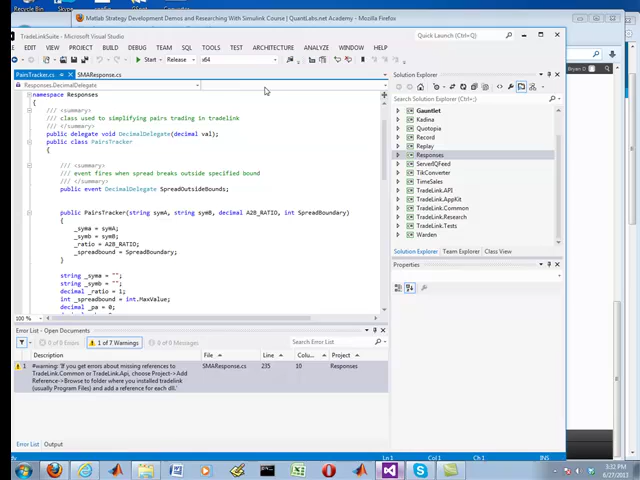 Recycle Bin
Matlab Strategy Development Demos and Researching With Simulink Course | QuantLabs.net Academy - Mozilla Firefox
TradeLinkSuite - Microsoft Visual Studio
Quick Launch (Ctrl+Q)
EDIT VIEW PROJECT BUILD DEBUG TEAM SQL TOOLS TEST ARCHITECTURE ANALYZE WINDOW HELP
Start Release x64
Bryan D
PairsTracker.cs SMAResponse.cs
Responses.DecimalDelegate
namespace Responses
{
/// <summary>
/// class used to simplifying pairs trading in tradelink
/// </summary>
public delegate void DecimalDelegate(decimal val);
public class PairsTracker
{
/// <summary>
/// event fires when spread breaks outside specified bound
/// </summary>
public event DecimalDelegate SpreadOutsideBounds;
public PairsTracker(string symA, string symB, decimal A2B_RATIO, int SpreadBoundary)
{
_syma = symA;
_symb = symB;
_ratio = A2B_RATIO;
_spreadbound = SpreadBoundary;
}
string _syma = "";
string _symb = "";
decimal _ratio = 1;
int _spreadbound = int.MaxValue;
decimal _pa = 0;
100 %
Solution Explorer
Search Solution Explorer (Ctrl+;)
Gauntlet
Kadina
Quotopia
Record
Replay
Responses
ServerIQFeed
TikConverter
TimeSales
TradeLink.API
TradeLink.AppKit
TradeLink.Common
TradeLink.Research
TradeLink.Tests
Warden
Solution Explorer Team Explorer Class View
Properties
Error List - Open Documents
0 of 0 Errors 1 of 7 Warnings 0 of 0 Messages
Search Error List
Description File Line Colu... Project
1 #warning: 'If you get errors about missing references to TradeLink.Common or TradeLink.Api, choose Project->Add Reference->Browse to folder where you installed tradelink (usually Program Files) and add a reference for each dll.' SMAResponse.cs 235 10 Responses
Error List Output
Ln 1 Col 1 Ch 1 INS
3:32 PM
6/27/2013